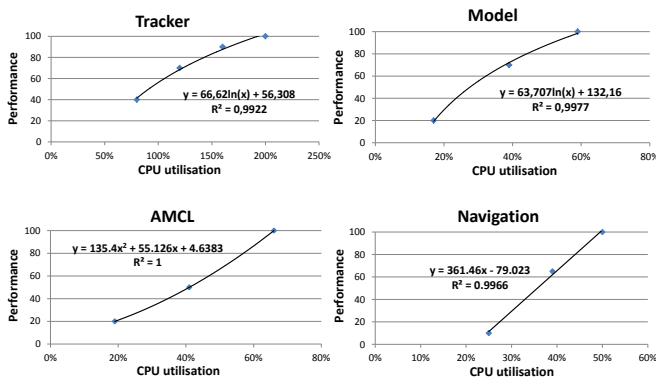 Tracker
Performance
100
80
60
40
20
0
y = 66,62ln(x) + 56,308
R² = 0,9922
0% 50% 100% 150% 200% 250%
CPU utilisation
Model
Performance
100
80
60
40
20
0
y = 63,707ln(x) + 132,16
R² = 0,9977
0% 20% 40% 60% 80%
CPU utilisation
AMCL
Performance
100
80
60
40
20
0
y = 135.4x² + 55.126x + 4.6383
R² = 1
0% 20% 40% 60% 80%
CPU utilisation
Navigation
Performance
100
80
60
40
20
0
y = 361.46x - 79.023
R² = 0.9966
0% 10% 20% 30% 40% 50% 60%
CPU utilisation